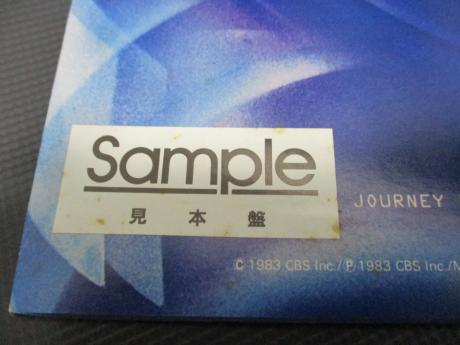 Sample
見本盤
JOURNEY
© 1983 CBS Inc./ ℗ 1983 CBS Inc./